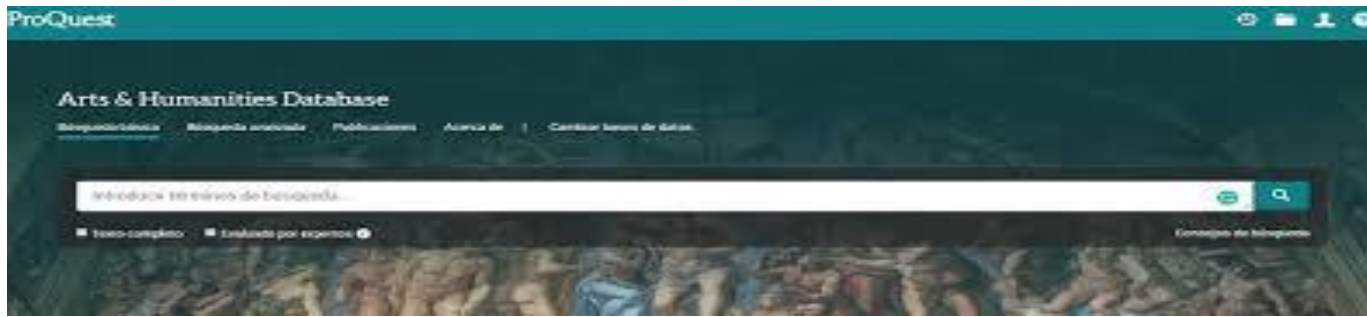 ProQuest
Arts & Humanities Database
Búsqueda básica Búsqueda avanzada Publicaciones Acerca de | Cambiar bases de datos
Introduce términos de búsqueda...
Texto completo Evaluado por expertos
Consejos de búsqueda